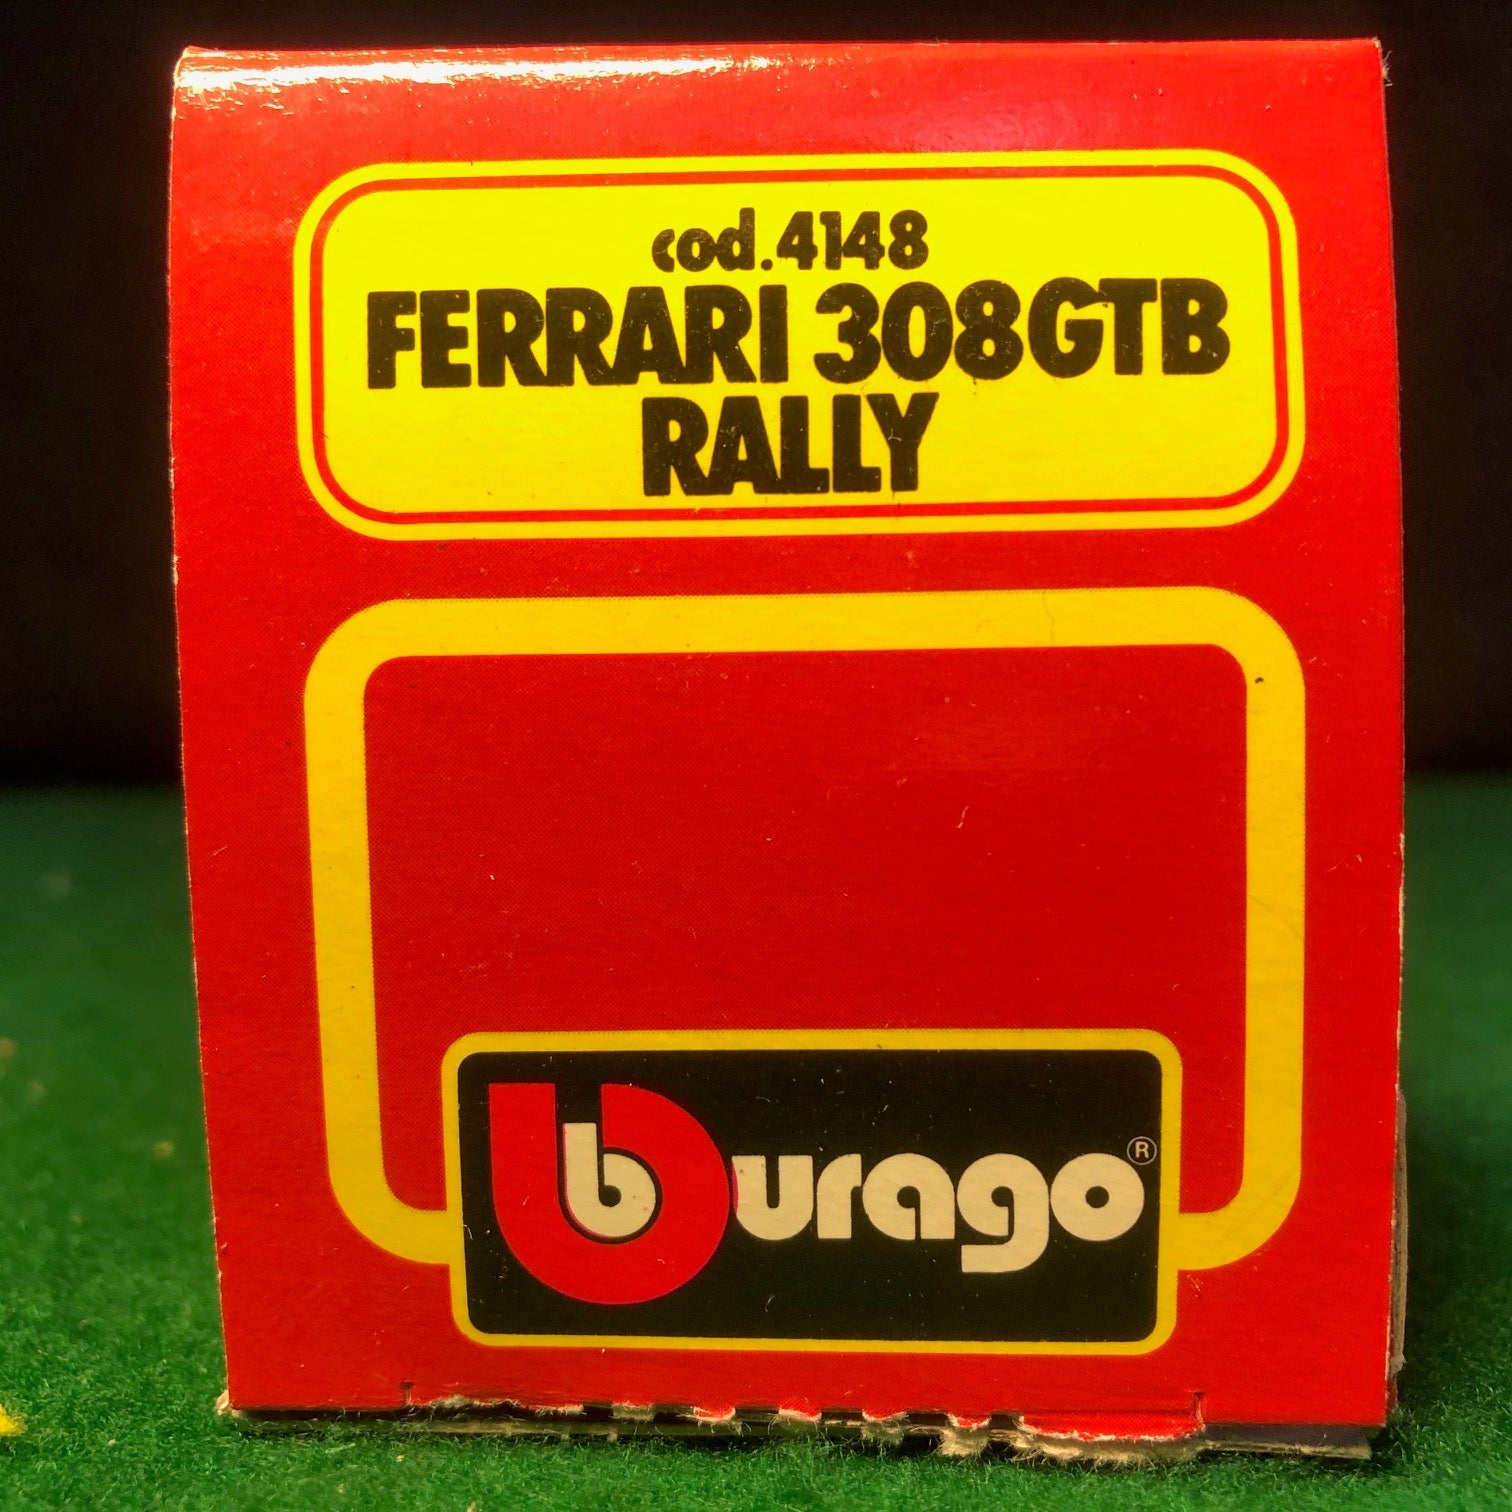 cod.4148
FERRARI 308GTB
RALLY
burago ®